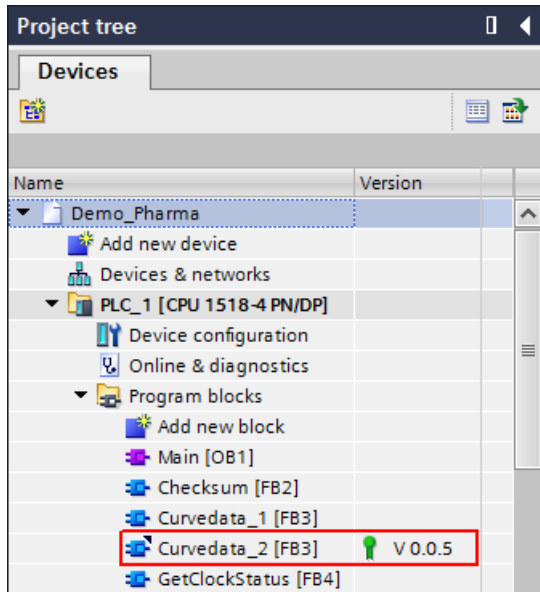 Project tree
Devices
Name Version
Demo_Pharma
Add new device
Devices & networks
PLC_1 [CPU 1518-4 PN/DP]
Device configuration
Online & diagnostics
Program blocks
Add new block
Main [OB1]
Checksum [FB2]
Curvedata_1 [FB3]
Curvedata_2 [FB3] V 0.0.5
GetClockStatus [FB4]